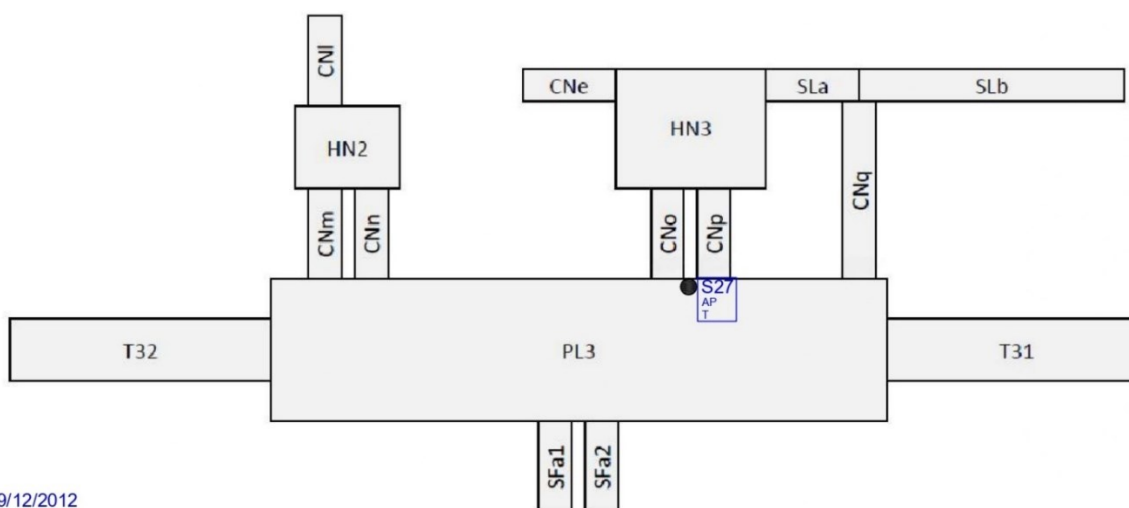 CNl
CNe
SLa
SLb
HN2
HN3
CNm
CNn
CNo
CNp
CNq
S27
AP
T
T32
PL3
T31
SFa1
SFa2
9/12/2012